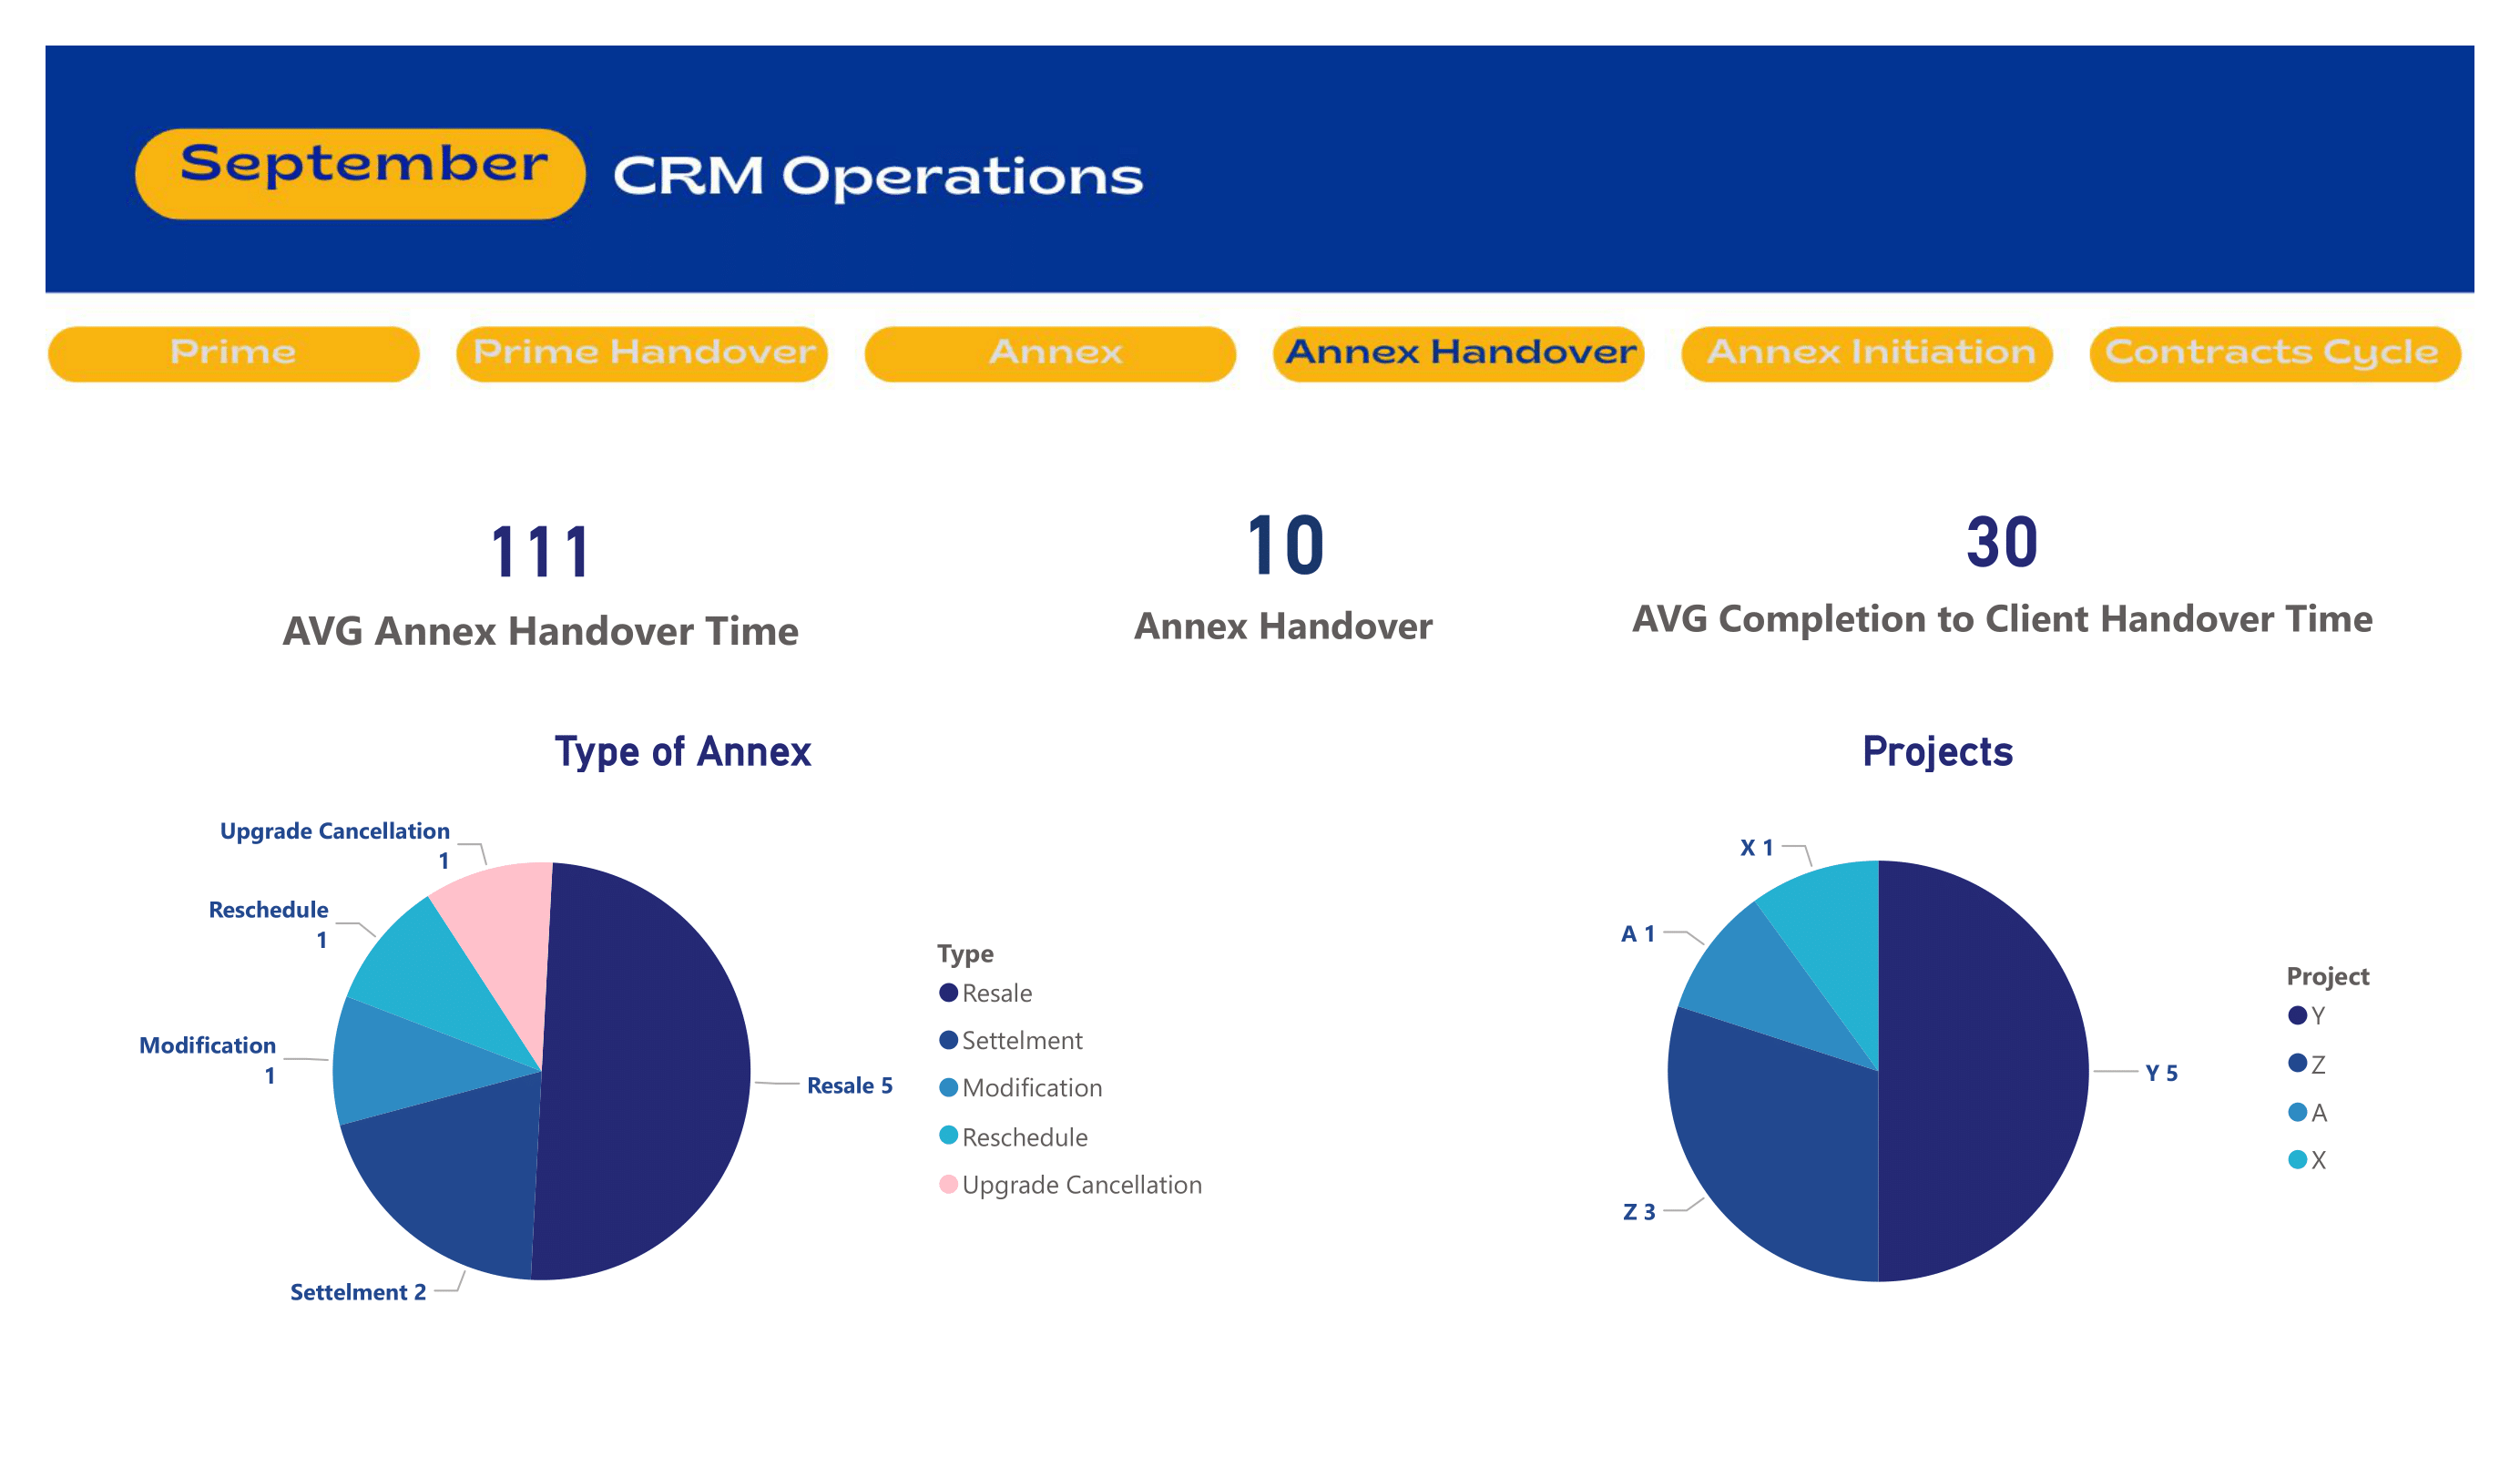 September CRM Operations
Prime Prime Handover Annex Annex Handover Annex Initiation Contracts Cycle
111
AVG Annex Handover Time
10
Annex Handover
30
AVG Completion to Client Handover Time
Type of Annex
Upgrade Cancellation
1
Reschedule
1
Modification
1
Settelment 2
Resale 5
Type
Resale
Settelment
Modification
Reschedule
Upgrade Cancellation
Projects
X 1
A 1
Z 3
Y 5
Project
Y
Z
A
X